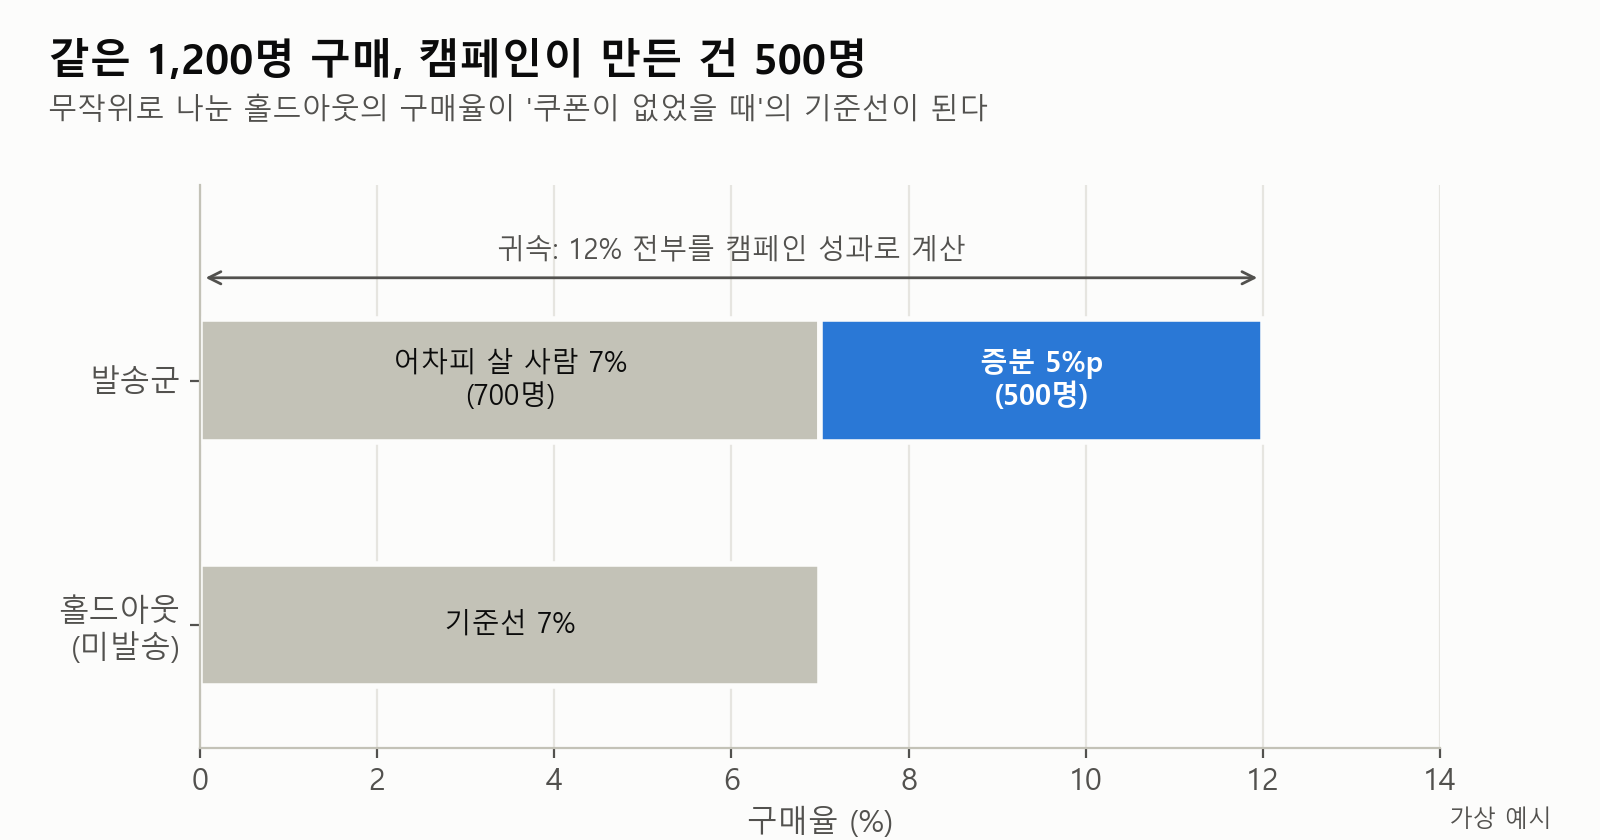 같은 1,200명 구매, 캠페인이 만든 건 500명
무작위로 나눈 홀드아웃의 구매율이 '쿠폰이 없었을 때'의 기준선이 된다
귀속: 12% 전부를 캠페인 성과로 계산
발송군
어차피 살 사람 7%
(700명)
증분 5%p
(500명)
홀드아웃
(미발송)
기준선 7%
0 2 4 6 8 10 12 14
구매율 (%)
가상 예시